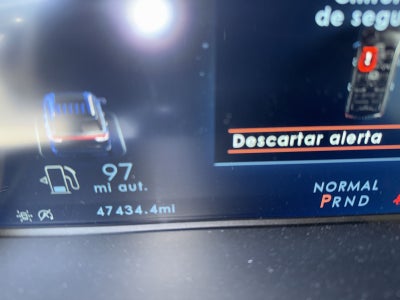 de segu
Descartar alerta
97
mi aut.
NORMAL
PRND
47434.4mi